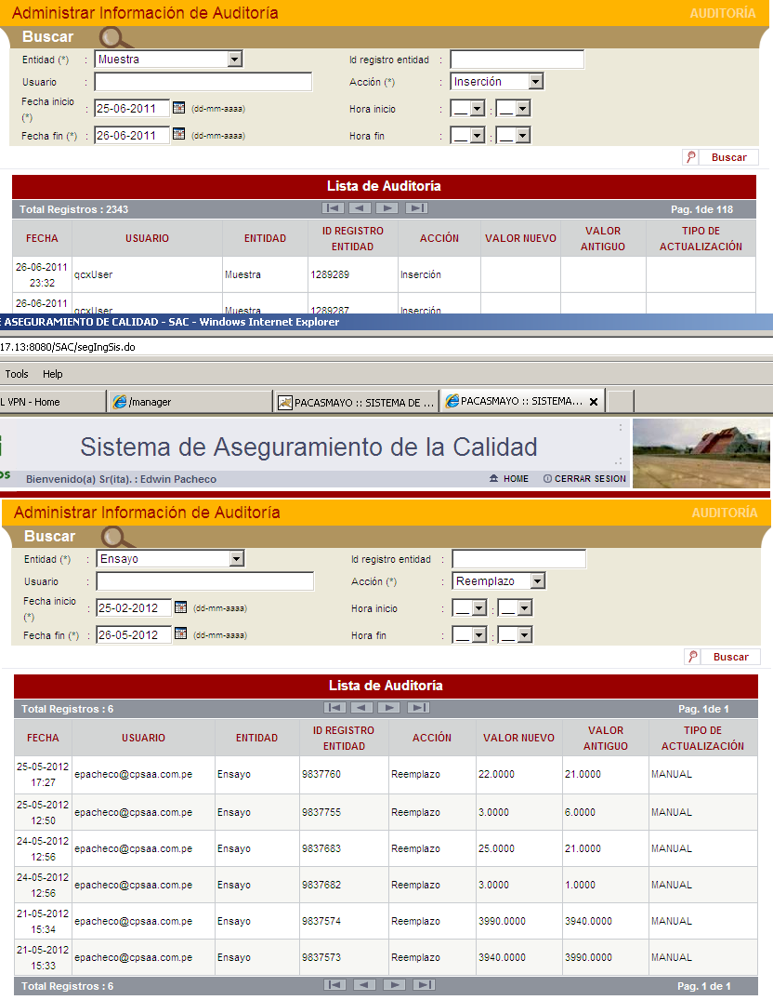 Administrar Información de Auditoría AUDITORÍA
Buscar
Entidad (*) : Muestra Id registro entidad :
Usuario : Acción (*) : Inserción
Fecha inicio (*) : 25-06-2011 (dd-mm-aaaa) Hora inicio : __ : __
Fecha fin (*) : 26-06-2011 (dd-mm-aaaa) Hora fin : __ : __
Buscar
Lista de Auditoría
Total Registros : 2343 Pag. 1de 118
FECHA USUARIO ENTIDAD ID REGISTRO ENTIDAD ACCIÓN VALOR NUEVO VALOR ANTIGUO TIPO DE ACTUALIZACIÓN
26-06-2011 23:32 qcxUser Muestra 1289289 Inserción
26-06-2011 qcxUser Muestra 1289287 Inserción
E ASEGURAMIENTO DE CALIDAD - SAC - Windows Internet Explorer
17.13:8080/SAC/segIngSis.do
Tools Help
L VPN - Home /manager PACASMAYO :: SISTEMA DE ... PACASMAYO :: SISTEMA...
Sistema de Aseguramiento de la Calidad
os Bienvenido(a) Sr(ita). : Edwin Pacheco HOME CERRAR SESION
Administrar Información de Auditoría AUDITORÍA
Buscar
Entidad (*) : Ensayo Id registro entidad :
Usuario : Acción (*) : Reemplazo
Fecha inicio (*) : 25-02-2012 (dd-mm-aaaa) Hora inicio : __ : __
Fecha fin (*) : 26-05-2012 (dd-mm-aaaa) Hora fin : __ : __
Buscar
Lista de Auditoría
Total Registros : 6 Pag. 1de 1
FECHA USUARIO ENTIDAD ID REGISTRO ENTIDAD ACCIÓN VALOR NUEVO VALOR ANTIGUO TIPO DE ACTUALIZACIÓN
25-05-2012 17:27 epacheco@cpsaa.com.pe Ensayo 9837760 Reemplazo 22.0000 21.0000 MANUAL
25-05-2012 12:50 epacheco@cpsaa.com.pe Ensayo 9837755 Reemplazo 3.0000 6.0000 MANUAL
24-05-2012 12:56 epacheco@cpsaa.com.pe Ensayo 9837683 Reemplazo 25.0000 21.0000 MANUAL
24-05-2012 12:56 epacheco@cpsaa.com.pe Ensayo 9837682 Reemplazo 3.0000 1.0000 MANUAL
21-05-2012 15:34 epacheco@cpsaa.com.pe Ensayo 9837574 Reemplazo 3990.0000 3940.0000 MANUAL
21-05-2012 15:33 epacheco@cpsaa.com.pe Ensayo 9837573 Reemplazo 3940.0000 3990.0000 MANUAL
Total Registros : 6 Pag. 1 de 1